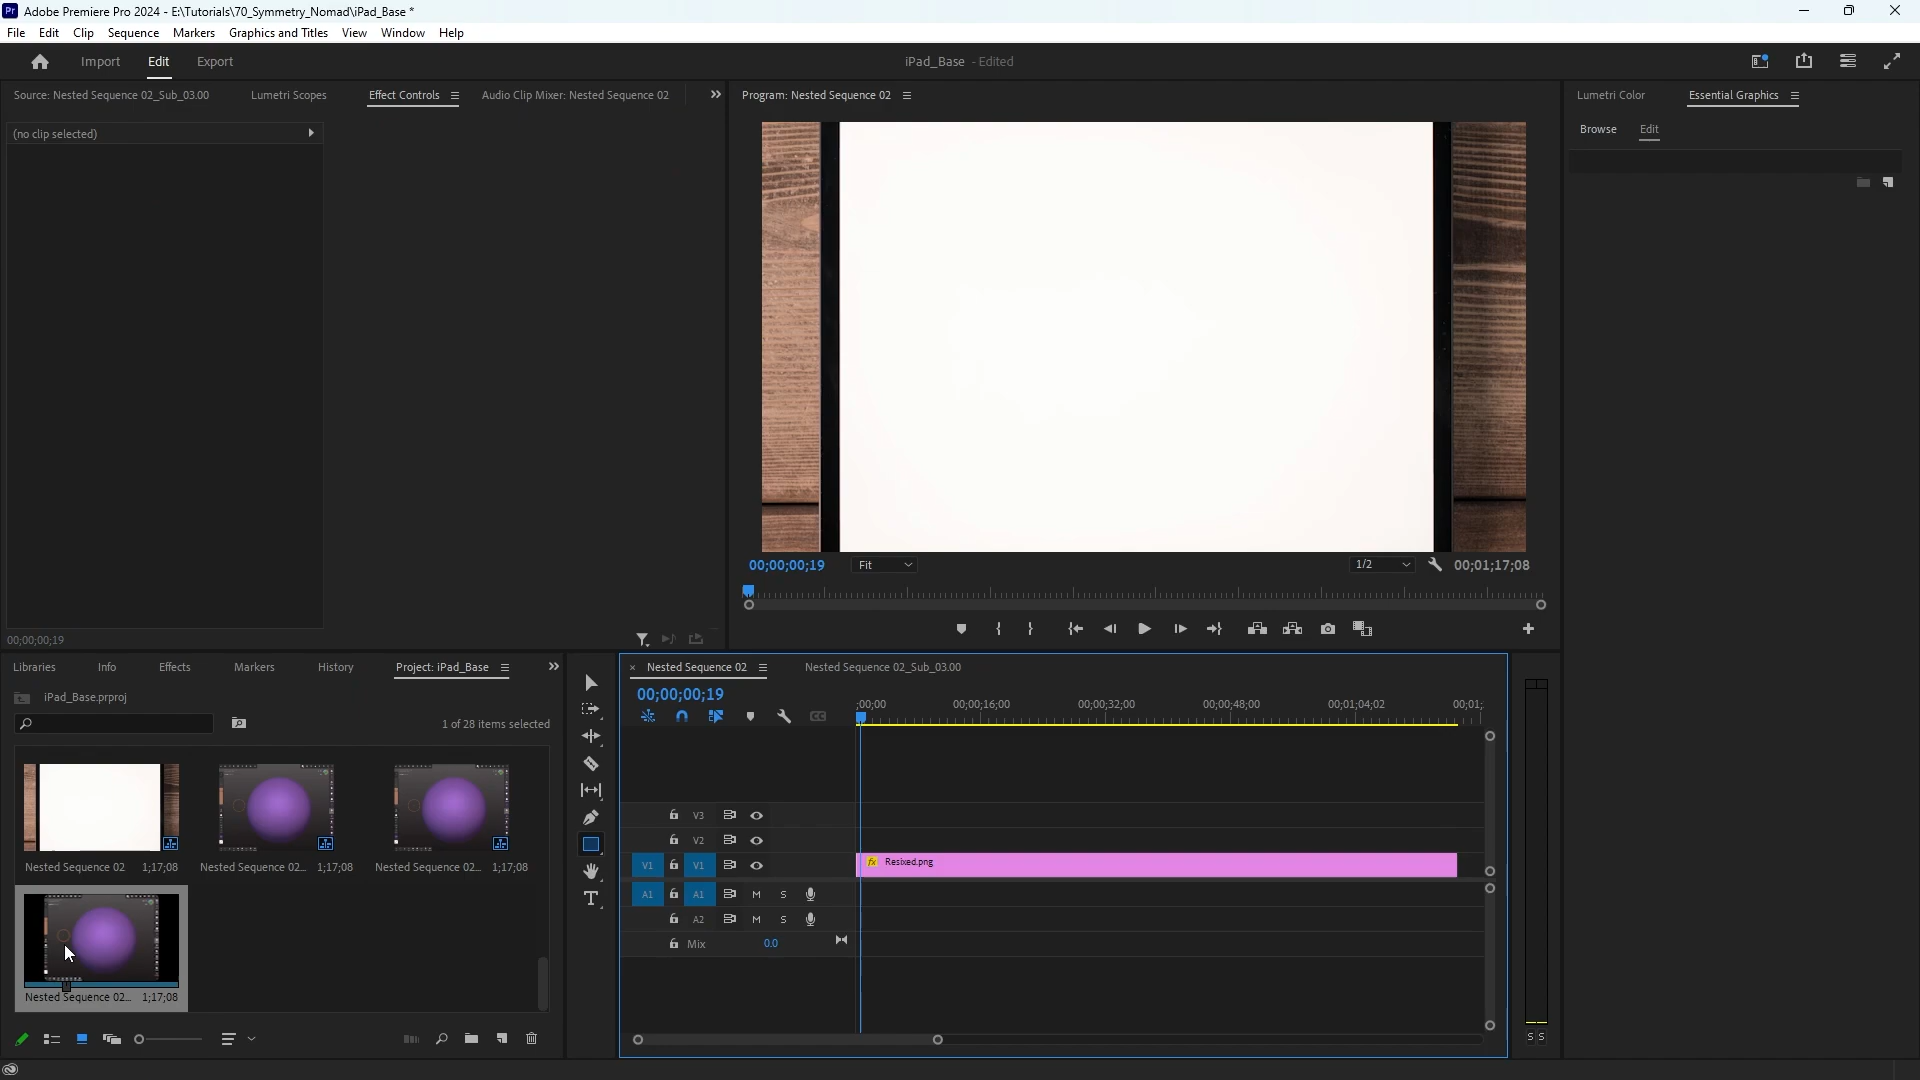 Pr Adobe Premiere Pro 2024 - E:\Tutorials\70_Symmetry_Nomad\iPad_Base *
File Edit Clip Sequence Markers Graphics and Titles View Window Help
Import Edit Export
iPad_Base - Edited
Source: Nested Sequence 02_Sub_03.00 Lumetri Scopes Effect Controls Audio Clip Mixer: Nested Sequence 02
Program: Nested Sequence 02
Lumetri Color Essential Graphics
(no clip selected)
Browse Edit
00;00;00;19 Fit 1/2 00;01;17;08
00;00;00;19
Libraries Info Effects Markers History Project: iPad_Base
iPad_Base.prproj
1 of 28 items selected
Nested Sequence 02 1;17;08 Nested Sequence 02... 1;17;08 Nested Sequence 02... 1;17;08
Nested Sequence 02... 1;17;08
× Nested Sequence 02 Nested Sequence 02_Sub_03.00
00;00;00;19
;00;00 00;00;16;00 00;00;32;00 00;00;48;00 00;01;04;02 00;01;
CC
V3
V2
V1 V1 fx Resixed.png
A1 A1 M S
A2 M S
Mix 0.0
S S
T